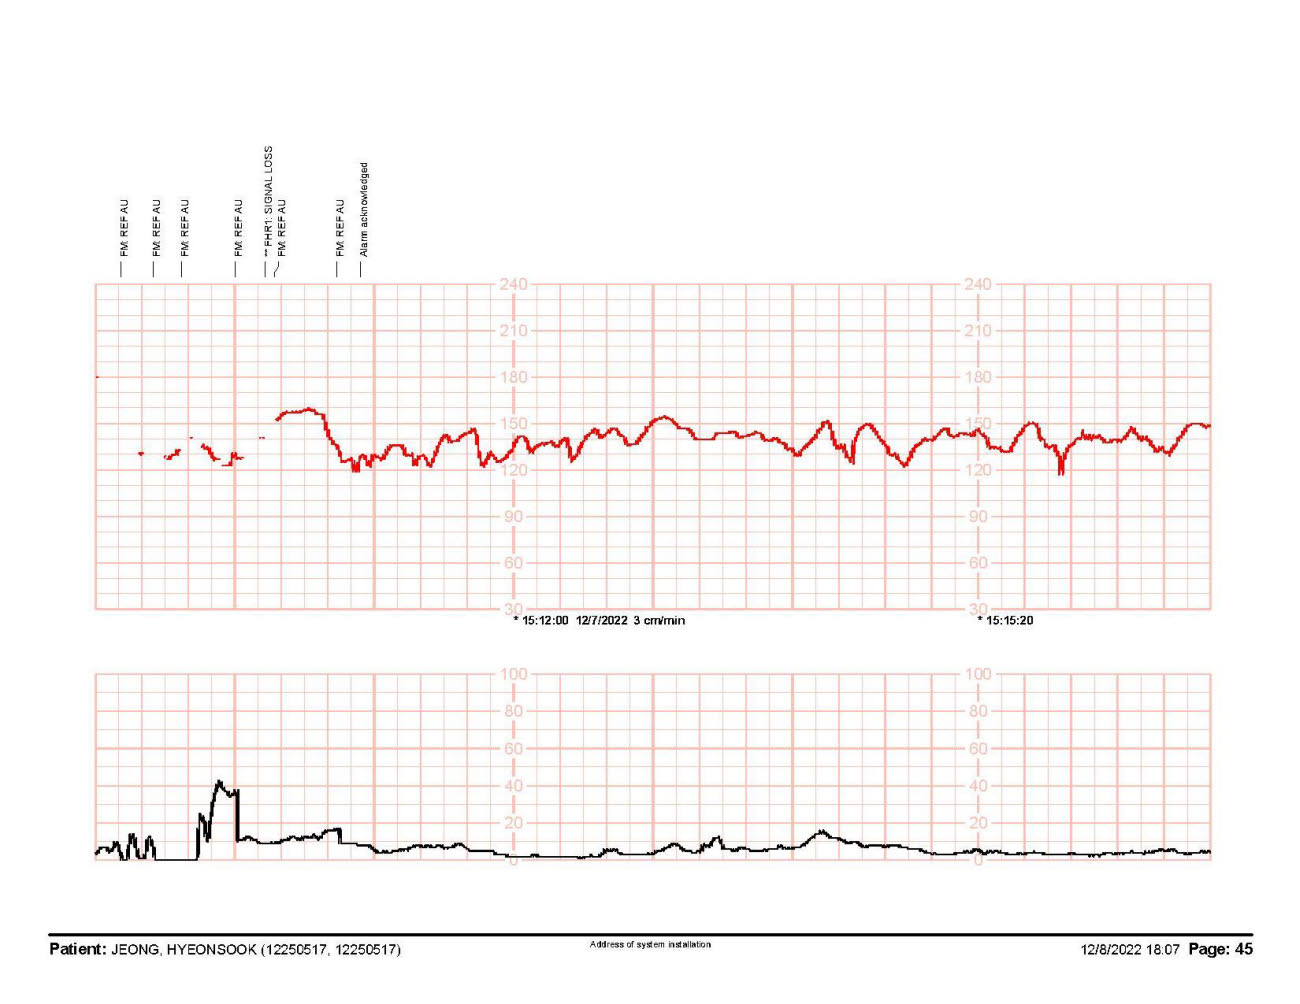 FM: REF AU
FM: REF AU
FM: REF AU
FM: REF AU
** FHR1: SIGNAL LOSS
FM: REF AU
FM: REF AU
Alarm acknowledged
240 240
210 210
180 180
150 150
120 120
90 90
60 60
30 30
* 15:12:00 12/7/2022 3 cm/min * 15:15:20
100 100
80 80
60 60
40 40
20 20
0 0
Patient: JEONG, HYEONSOOK (12250517, 12250517) Address of system installation 12/8/2022 18:07 Page: 45